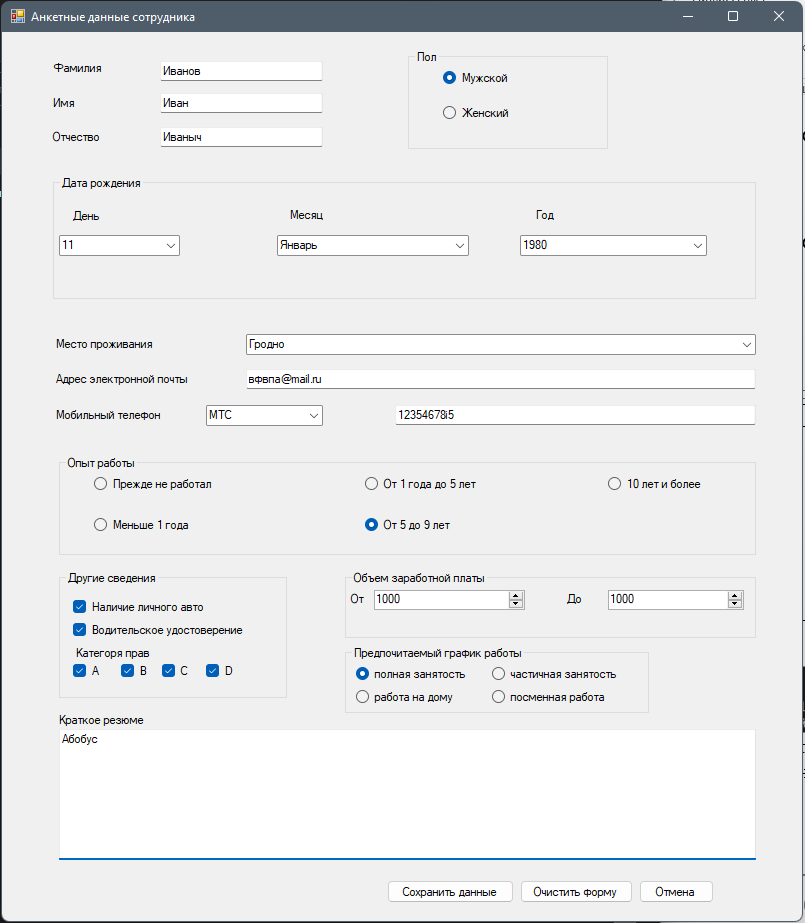 Анкетные данные сотрудника
Фамилия Иванов
Имя Иван
Отчество Иваныч
Пол
Мужской
Женский
Дата рождения
День Месяц Год
11 Январь 1980
Место проживания Гродно
Адрес электронной почты вфвпа@mail.ru
Мобильный телефон МТС 12354678i5
Опыт работы
Прежде не работал От 1 года до 5 лет 10 лет и более
Меньше 1 года От 5 до 9 лет
Другие сведения
Наличие личного авто
Водительское удостоверение
Категоря прав
A B C D
Объем заработной платы
От 1000 До 1000
Предпочитаемый график работы
полная занятость частичная занятость
работа на дому посменная работа
Краткое резюме
Абобус
Сохранить данные Очистить форму Отмена